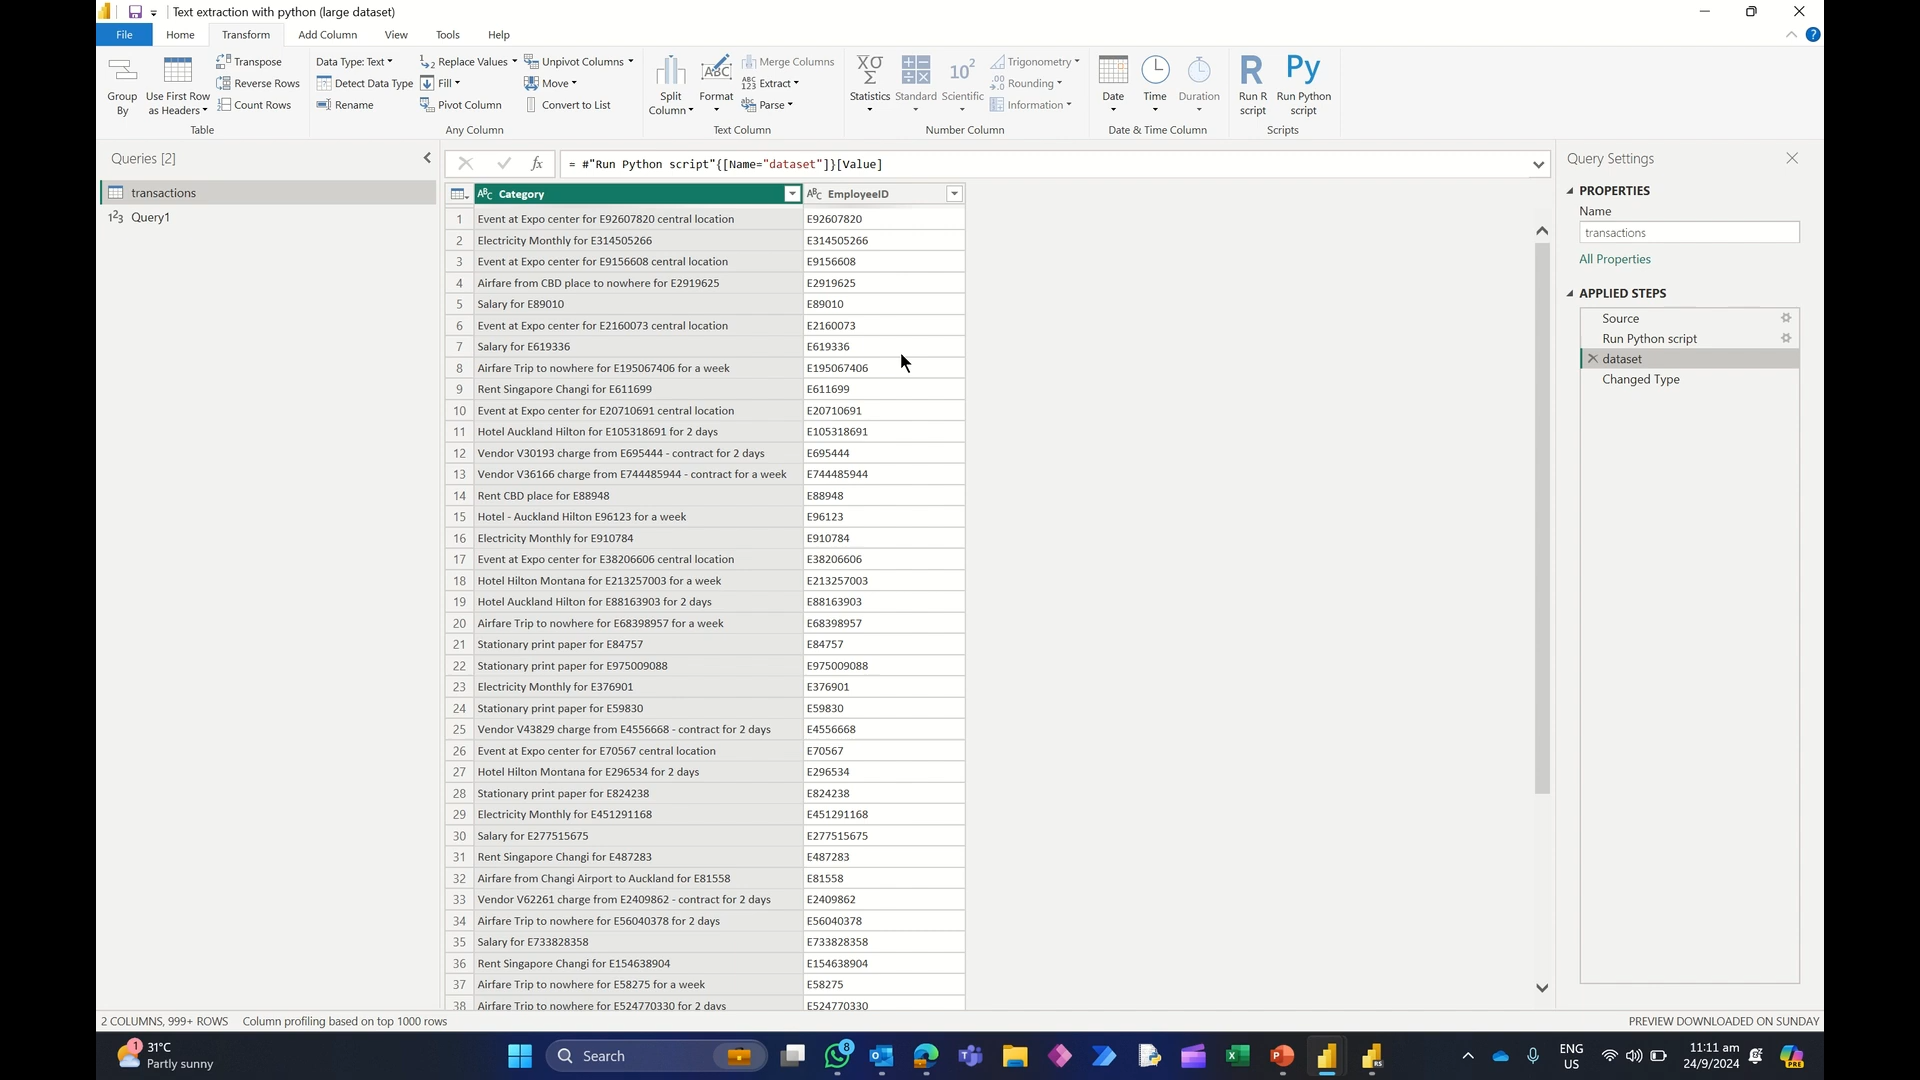 Text extraction with python (large dataset)
File Home Transform Add Column View Tools Help
Group By
Use First Row as Headers
Transpose
Reverse Rows
Count Rows
Table
Data Type: Text
Detect Data Type
Rename
Replace Values
Fill
Pivot Column
Unpivot Columns
Move
Convert to List
Any Column
Split Column
Format
Merge Columns
Extract
Parse
Text Column
Statistics
Standard
Scientific
Trigonometry
Rounding
Information
Number Column
Date
Time
Duration
Date & Time Column
Run R script
Run Python script
Scripts
Queries [2]
transactions
Query1
= #"Run Python script"{[Name="dataset"]}[Value]
Category EmployeeID
1 Event at Expo center for E92607820 central location E92607820
2 Electricity Monthly for E314505266 E314505266
3 Event at Expo center for E9156608 central location E9156608
4 Airfare from CBD place to nowhere for E2919625 E2919625
5 Salary for E89010 E89010
6 Event at Expo center for E2160073 central location E2160073
7 Salary for E619336 E619336
8 Airfare Trip to nowhere for E195067406 for a week E195067406
9 Rent Singapore Changi for E611699 E611699
10 Event at Expo center for E20710691 central location E20710691
11 Hotel Auckland Hilton for E105318691 for 2 days E105318691
12 Vendor V30193 charge from E695444 - contract for 2 days E695444
13 Vendor V36166 charge from E744485944 - contract for a week E744485944
14 Rent CBD place for E88948 E88948
15 Hotel - Auckland Hilton E96123 for a week E96123
16 Electricity Monthly for E910784 E910784
17 Event at Expo center for E38206606 central location E38206606
18 Hotel Hilton Montana for E213257003 for a week E213257003
19 Hotel Auckland Hilton for E88163903 for 2 days E88163903
20 Airfare Trip to nowhere for E68398957 for a week E68398957
21 Stationary print paper for E84757 E84757
22 Stationary print paper for E975009088 E975009088
23 Electricity Monthly for E376901 E376901
24 Stationary print paper for E59830 E59830
25 Vendor V43829 charge from E4556668 - contract for 2 days E4556668
26 Event at Expo center for E70567 central location E70567
27 Hotel Hilton Montana for E296534 for 2 days E296534
28 Stationary print paper for E824238 E824238
29 Electricity Monthly for E451291168 E451291168
30 Salary for E277515675 E277515675
31 Rent Singapore Changi for E487283 E487283
32 Airfare from Changi Airport to Auckland for E81558 E81558
33 Vendor V62261 charge from E2409862 - contract for 2 days E2409862
34 Airfare Trip to nowhere for E56040378 for 2 days E56040378
35 Salary for E733828358 E733828358
36 Rent Singapore Changi for E154638904 E154638904
37 Airfare Trip to nowhere for E58275 for a week E58275
38 Airfare Trip to nowhere for E524770330 for 2 days E524770330
Query Settings
PROPERTIES
Name
transactions
All Properties
APPLIED STEPS
Source
Run Python script
dataset
Changed Type
2 COLUMNS, 999+ ROWS Column profiling based on top 1000 rows
PREVIEW DOWNLOADED ON SUNDAY
31°C
Partly sunny
Search
ENG
US
11:11 am
24/9/2024